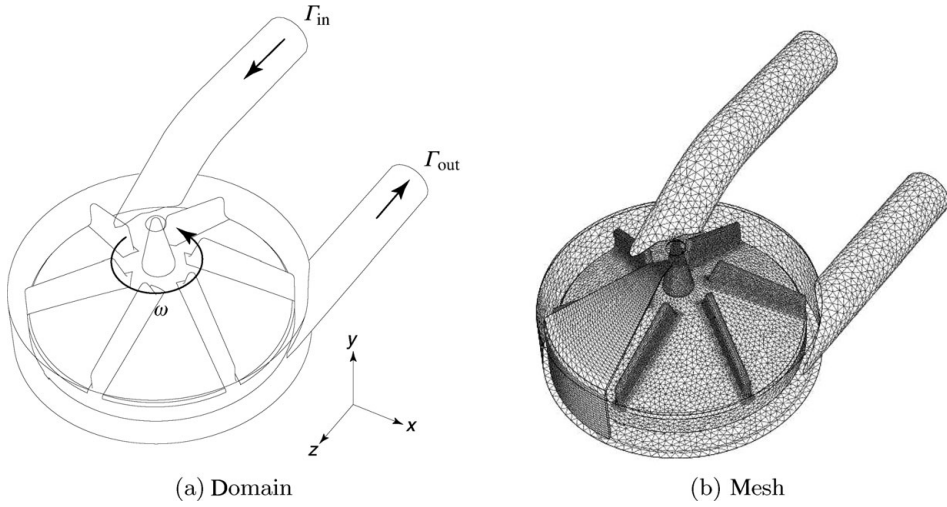 Γin
Γout
ω
y
x
z
(a) Domain
(b) Mesh